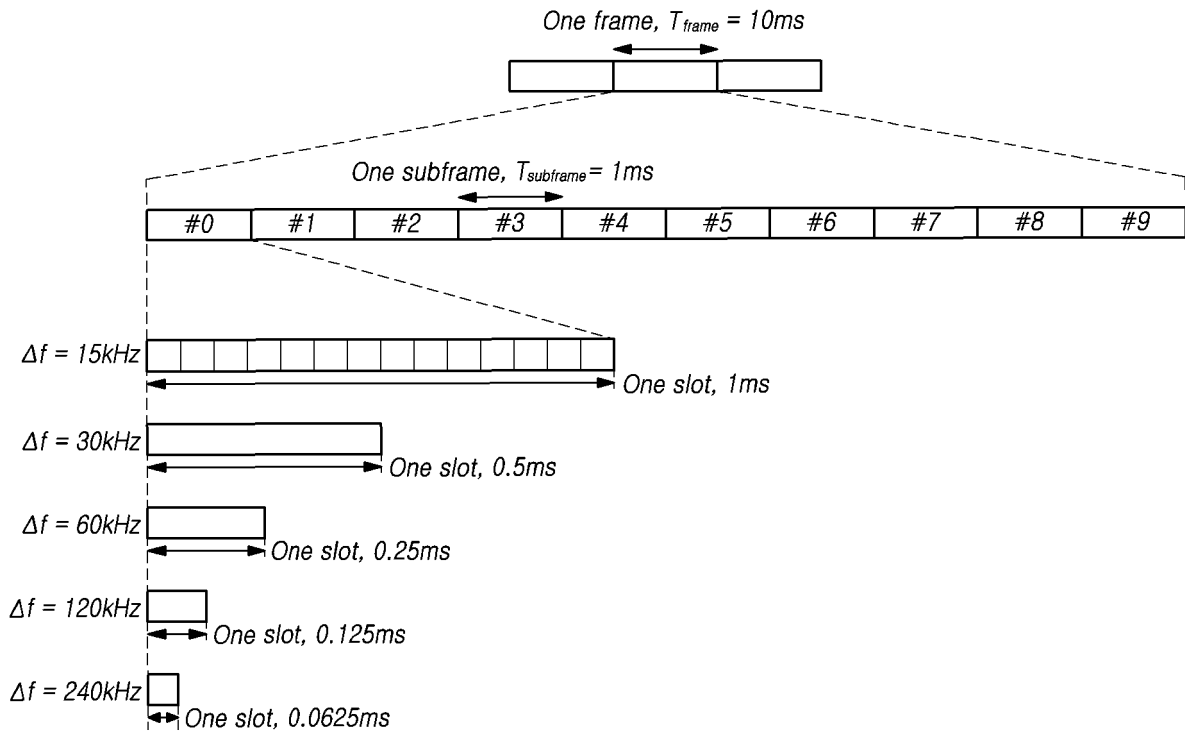 One frame, Tframe = 10ms
One subframe, Tsubframe = 1ms
#0 #1 #2 #3 #4 #5 #6 #7 #8 #9
Δf = 15kHz
One slot, 1ms
Δf = 30kHz
One slot, 0.5ms
Δf = 60kHz
One slot, 0.25ms
Δf = 120kHz
One slot, 0.125ms
Δf = 240kHz
One slot, 0.0625ms